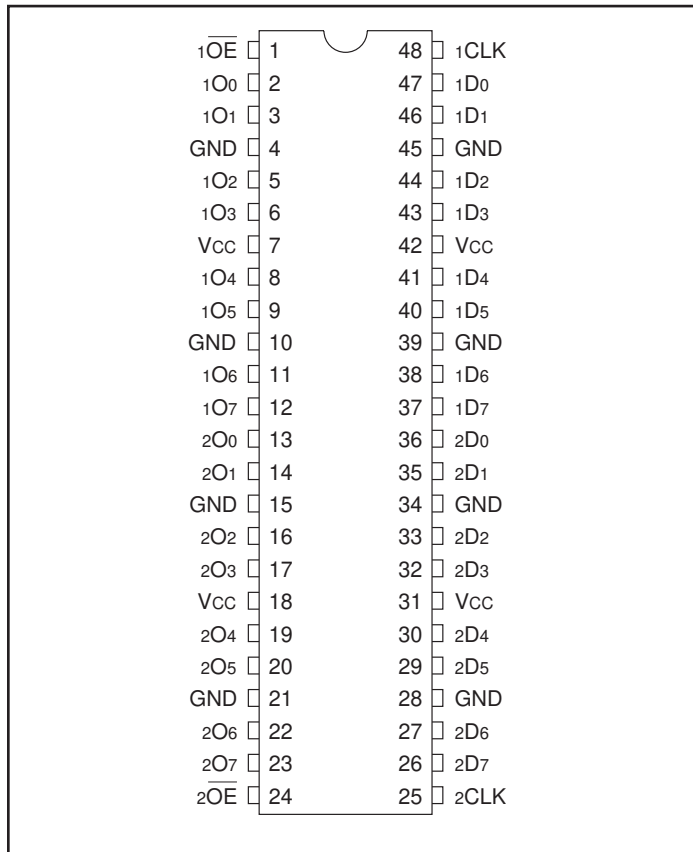 1OE 1 48 1CLK
1O0 2 47 1D0
1O1 3 46 1D1
GND 4 45 GND
1O2 5 44 1D2
1O3 6 43 1D3
VCC 7 42 VCC
1O4 8 41 1D4
1O5 9 40 1D5
GND 10 39 GND
1O6 11 38 1D6
1O7 12 37 1D7
2O0 13 36 2D0
2O1 14 35 2D1
GND 15 34 GND
2O2 16 33 2D2
2O3 17 32 2D3
VCC 18 31 VCC
2O4 19 30 2D4
2O5 20 29 2D5
GND 21 28 GND
2O6 22 27 2D6
2O7 23 26 2D7
2OE 24 25 2CLK